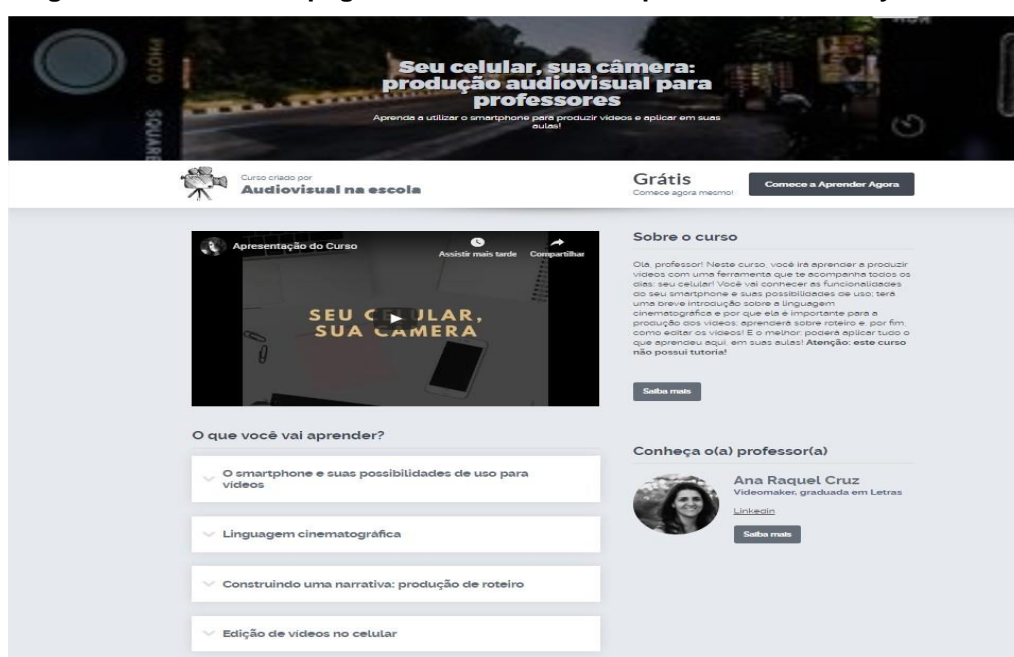 Seu celular, sua câmera:
produção audiovisual para
professores
Aprenda a utilizar o smartphone para produzir vídeos e aplicar em suas
aulas!
PHOTO
SQUARE
Curso criado por
Audiovisual na escola
Grátis
Comece agora mesmo!
Comece a Aprender Agora
Apresentação do Curso
Assistir mais tarde
Compartilhar
SEU CELULAR,
SUA CÂMERA
Sobre o curso
Olá, professor! Neste curso, você irá aprender a produzir
vídeos com uma ferramenta que te acompanha todos os
dias: seu celular! Você vai conhecer as funcionalidades
do seu smartphone e suas possibilidades de uso; terá
uma breve introdução sobre a linguagem
cinematográfica e por que ela é importante para a
produção dos vídeos; aprenderá sobre roteiro e, por fim,
como editar os vídeos! E o melhor: poderá aplicar tudo o
que aprendeu aqui, em suas aulas! Atenção: este curso
não possui tutoria!
Saiba mais
O que você vai aprender?
O smartphone e suas possibilidades de uso para
vídeos
Linguagem cinematográfica
Construindo uma narrativa: produção de roteiro
Edição de vídeos no celular
Conheça o(a) professor(a)
Ana Raquel Cruz
Videomaker, graduada em Letras
Linkedin
Saiba mais